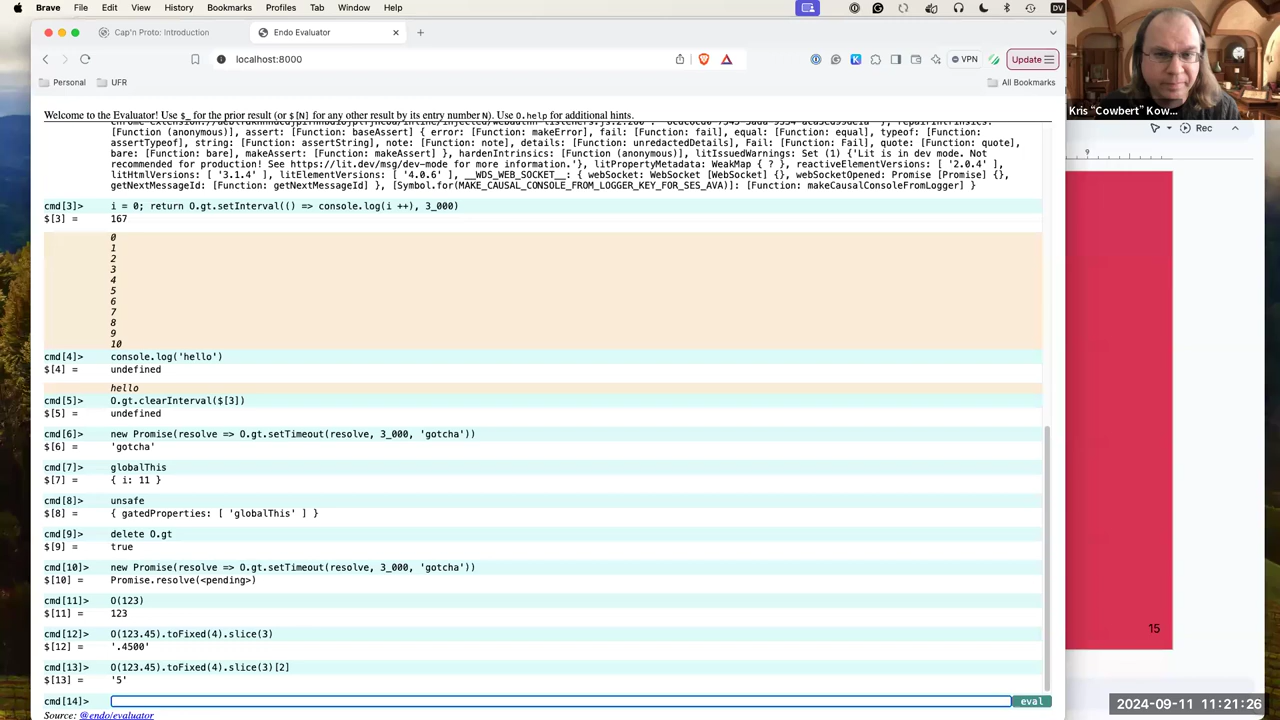 Brave File Edit View History Bookmarks Profiles Tab Window Help DV
Cap'n Proto: Introduction
Endo Evaluator
localhost:8000
VPN
Update
Personal
UFR
All Bookmarks
Kris “Cowbert” Kow...
Rec
9
Welcome to the Evaluator! Use $_ for the prior result (or $[N] for any other result by its entry number N). Use O.help for additional hints.
[Function (anonymous)], assert: [Function: baseAssert] { error: [Function: makeError], fail: [Function: fail], equal: [Function: equal], typeof: [Function:
assertTypeof], string: [Function: assertString], note: [Function: note], details: [Function: unredactedDetails], Fail: [Function: Fail], quote: [Function: quote],
bare: [Function: bare], makeAssert: [Function: makeAssert] }, hardenIntrinsics: [Function (anonymous)], litIssuedWarnings: Set (1) {'Lit is in dev mode. Not
recommended for production! See https://lit.dev/msg/dev-mode for more information.'}, litPropertyMetadata: WeakMap { ? }, reactiveElementVersions: [ '2.0.4' ],
litHtmlVersions: [ '3.1.4' ], litElementVersions: [ '4.0.6' ], __WDS_WEB_SOCKET__: { webSocket: WebSocket [WebSocket] {}, webSocketOpened: Promise [Promise] {},
getNextMessageId: [Function: getNextMessageId] }, [Symbol.for(MAKE_CAUSAL_CONSOLE_FROM_LOGGER_KEY_FOR_SES_AVA)]: [Function: makeCausalConsoleFromLogger] }
cmd[3]> i = 0; return O.gt.setInterval(() => console.log(i ++), 3_000)
$[3] = 167
0
1
2
3
4
5
6
7
8
9
10
cmd[4]> console.log('hello')
$[4] = undefined
hello
cmd[5]> O.gt.clearInterval($[3])
$[5] = undefined
cmd[6]> new Promise(resolve => O.gt.setTimeout(resolve, 3_000, 'gotcha'))
$[6] = 'gotcha'
cmd[7]> globalThis
$[7] = { i: 11 }
cmd[8]> unsafe
$[8] = { gatedProperties: [ 'globalThis' ] }
cmd[9]> delete O.gt
$[9] = true
cmd[10]> new Promise(resolve => O.gt.setTimeout(resolve, 3_000, 'gotcha'))
$[10] = Promise.resolve(<pending>)
cmd[11]> O(123)
$[11] = 123
cmd[12]> O(123.45).toFixed(4).slice(3)
$[12] = '.4500'
cmd[13]> O(123.45).toFixed(4).slice(3)[2]
$[13] = '5'
cmd[14]> eval
Source: @endo/evaluator
15
2024-09-11 11:21:26